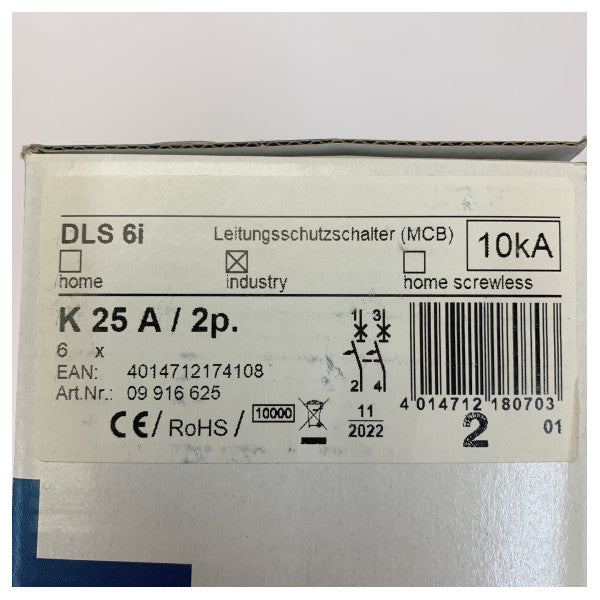 DLS 6i Leitungsschutzschalter (MCB) 10kA
home industry home screwless
K 25 A / 2p.
6 x
EAN: 4014712174108
Art.Nr.: 09 916 625
CE / RoHS / 10000
11
2022
1 3
2 4
4 014712 180703
2 01